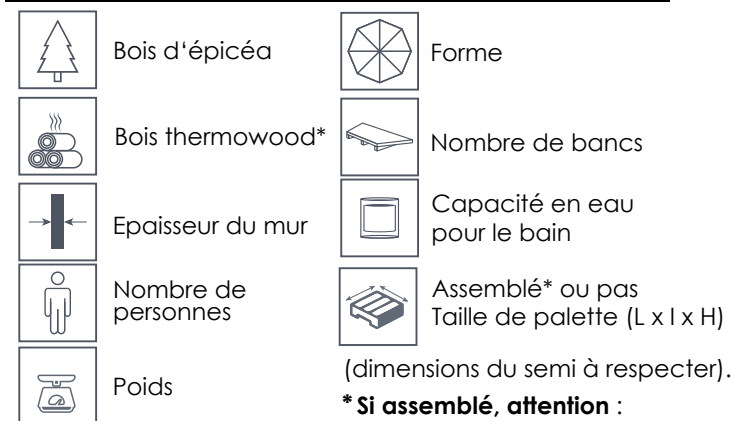 Bois d‘épicéa
Bois thermowood*
Epaisseur du mur
Nombre de
personnes
Poids
Forme
Nombre de bancs
Capacité en eau
pour le bain
Assemblé* ou pas
Taille de palette (L x l x H)
(dimensions du semi à respecter).
* Si assemblé, attention :